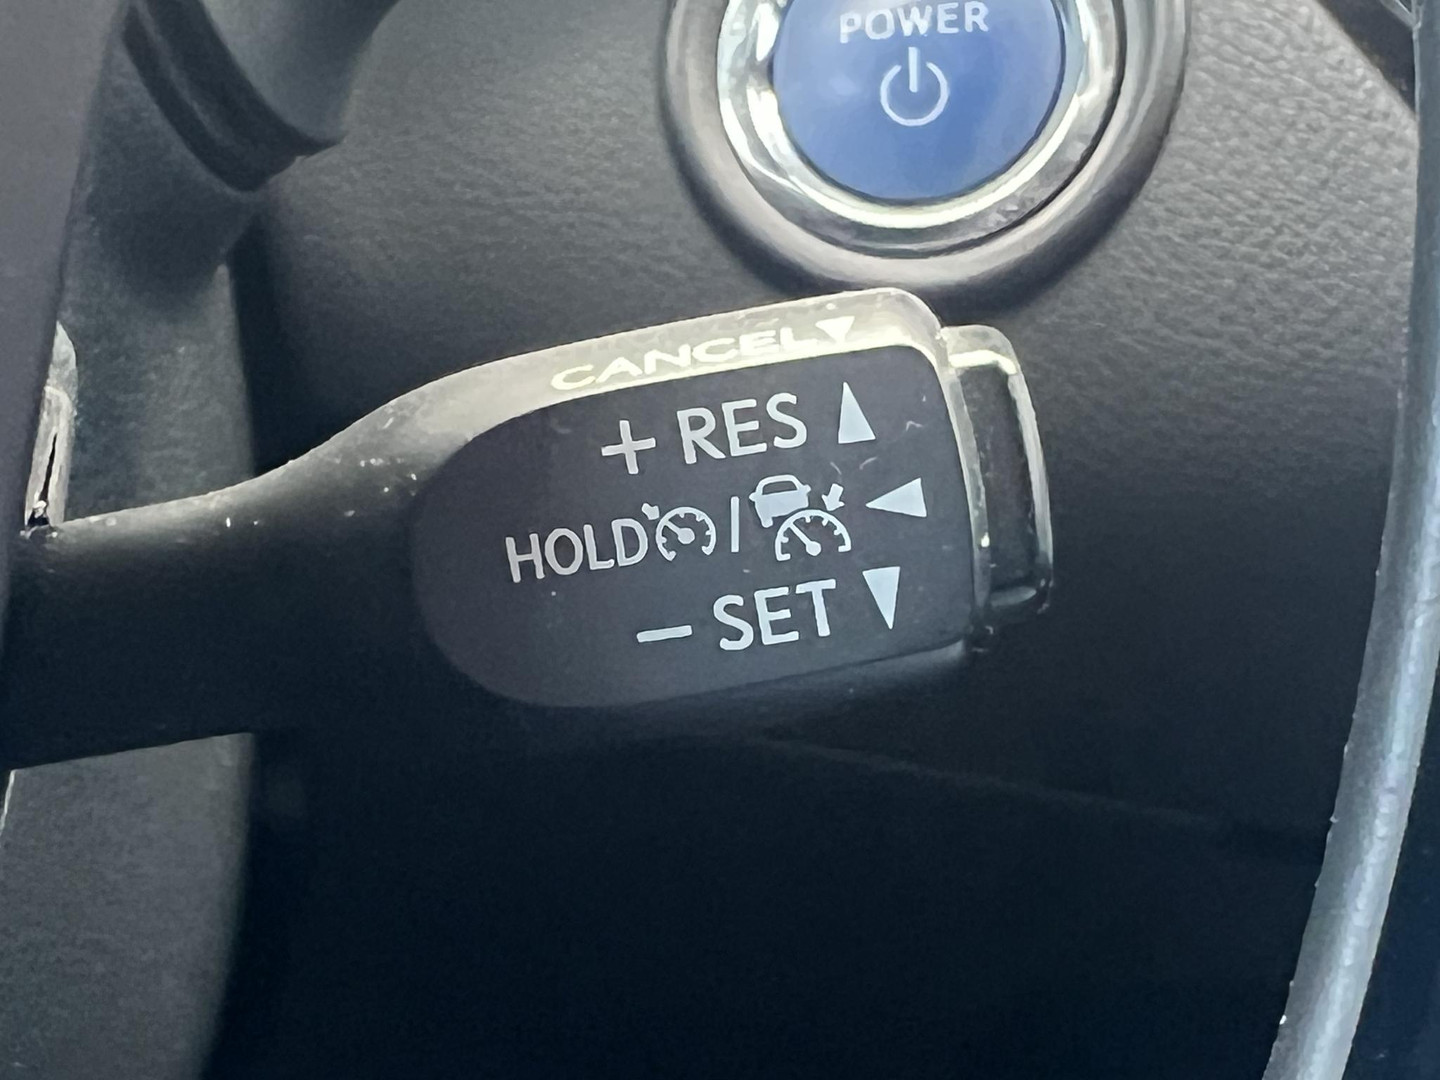 POWER
CANCEL
+ RES
HOLD /
– SET